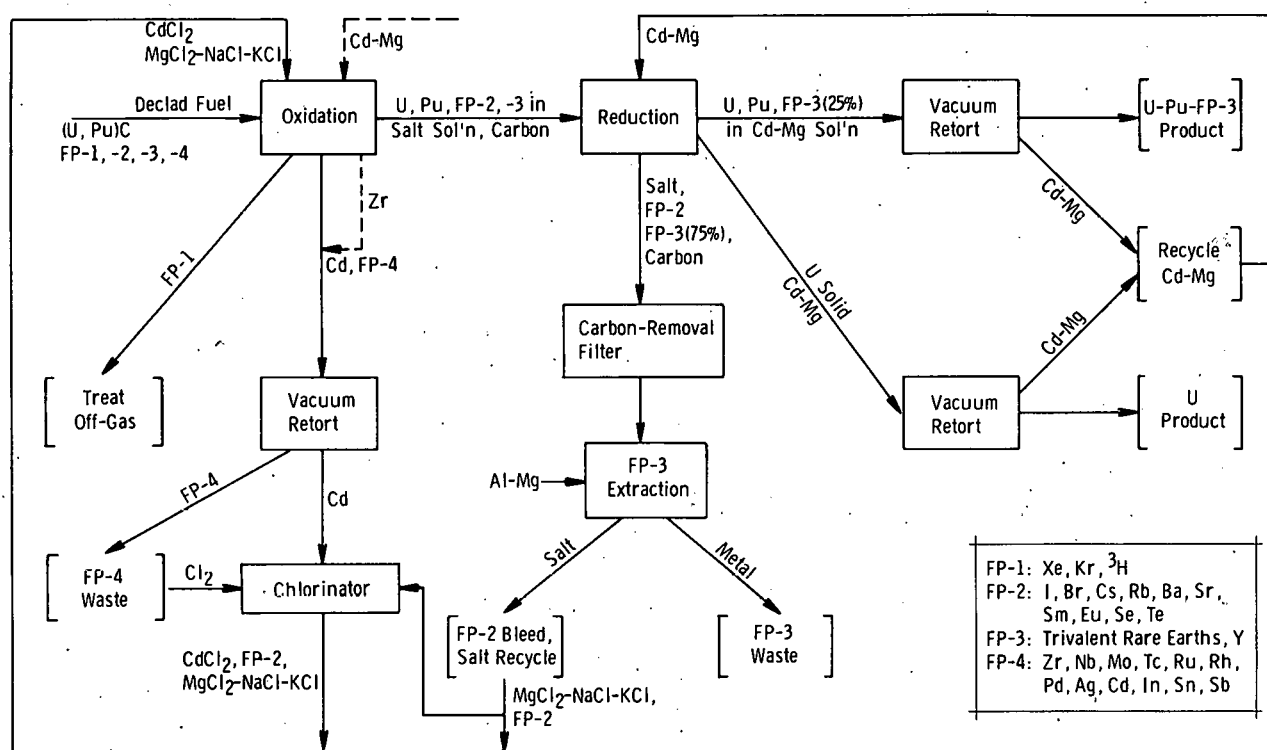 CdCl₂
MgCl₂-NaCl-KCl
Cd-Mg
Cd-Mg
Declad Fuel
(U, Pu)C
FP-1, -2, -3, -4
Oxidation
U, Pu, FP-2, -3 in
Salt Sol'n, Carbon
Reduction
U, Pu, FP-3(25%)
in Cd-Mg Sol'n
Vacuum
Retort
U-Pu-FP-3
Product
Zr
FP-1
Cd, FP-4
Salt,
FP-2
FP-3(75%),
Carbon
U Solid
Cd-Mg
Cd-Mg
Recycle
Cd-Mg
Cd-Mg
Carbon-Removal
Filter
Treat
Off-Gas
Vacuum
Retort
Vacuum
Retort
U
Product
FP-4
Cd
Al-Mg
FP-3
Extraction
Salt
Metal
FP-4
Waste
Cl₂
Chlorinator
FP-2 Bleed,
Salt Recycle
FP-3
Waste
CdCl₂, FP-2,
MgCl₂-NaCl-KCl
MgCl₂-NaCl-KCl,
FP-2
FP-1: Xe, Kr, ³H
FP-2: I, Br, Cs, Rb, Ba, Sr,
Sm, Eu, Se, Te
FP-3: Trivalent Rare Earths, Y
FP-4: Zr, Nb, Mo, Tc, Ru, Rh,
Pd, Ag, Cd, In, Sn, Sb